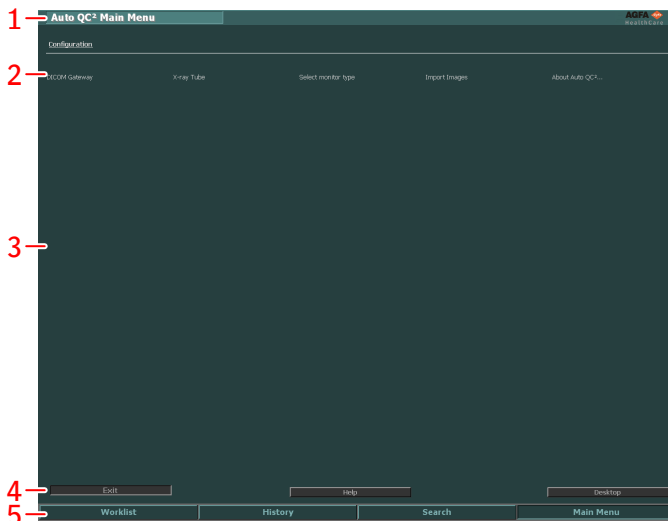 1 Auto QC² Main Menu AGFA HealthCare
Configuration
2 DICOM Gateway X-ray Tube Select monitor type Import Images About Auto QC²...
3
4 Exit Help Desktop
5 Worklist History Search Main Menu